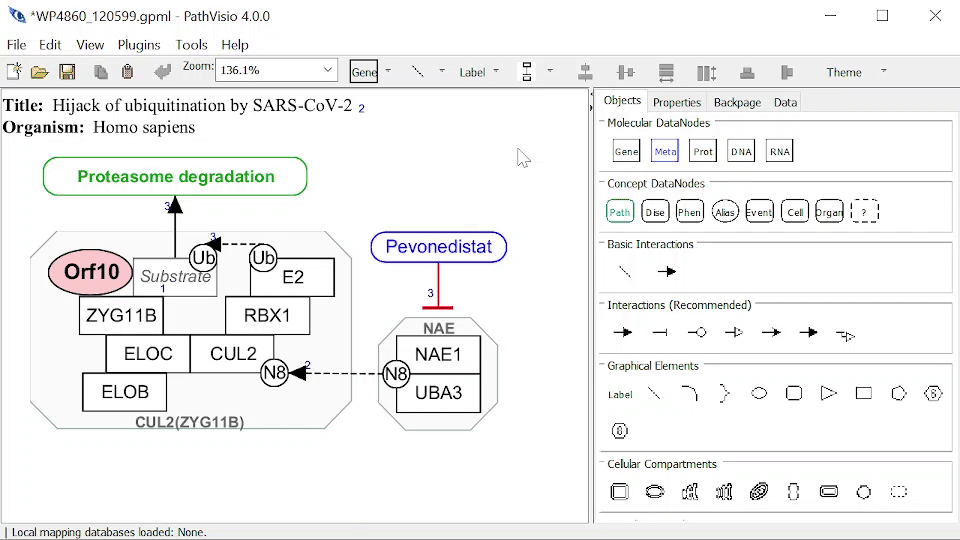 *WP4860_120599.gpml - PathVisio 4.0.0
File Edit View Plugins Tools Help
Zoom: 136.1% Gene Label Theme
Title: Hijack of ubiquitination by SARS-CoV-2 2
Organism: Homo sapiens
Proteasome degradation
3
3
Ub
Ub
Orf10
Substrate
1
E2
ZYG11B
RBX1
ELOC
CUL2
N8
2
ELOB
CUL2(ZYG11B)
Pevonedistat
3
NAE
NAE1
N8
UBA3
Objects Properties Backpage Data
Molecular DataNodes
Gene Meta Prot DNA RNA
Concept DataNodes
Path Dise Phen Alias Event Cell Organ ?
Basic Interactions
Interactions (Recommended)
Graphical Elements
Label
Cellular Compartments
Local mapping databases loaded: None.